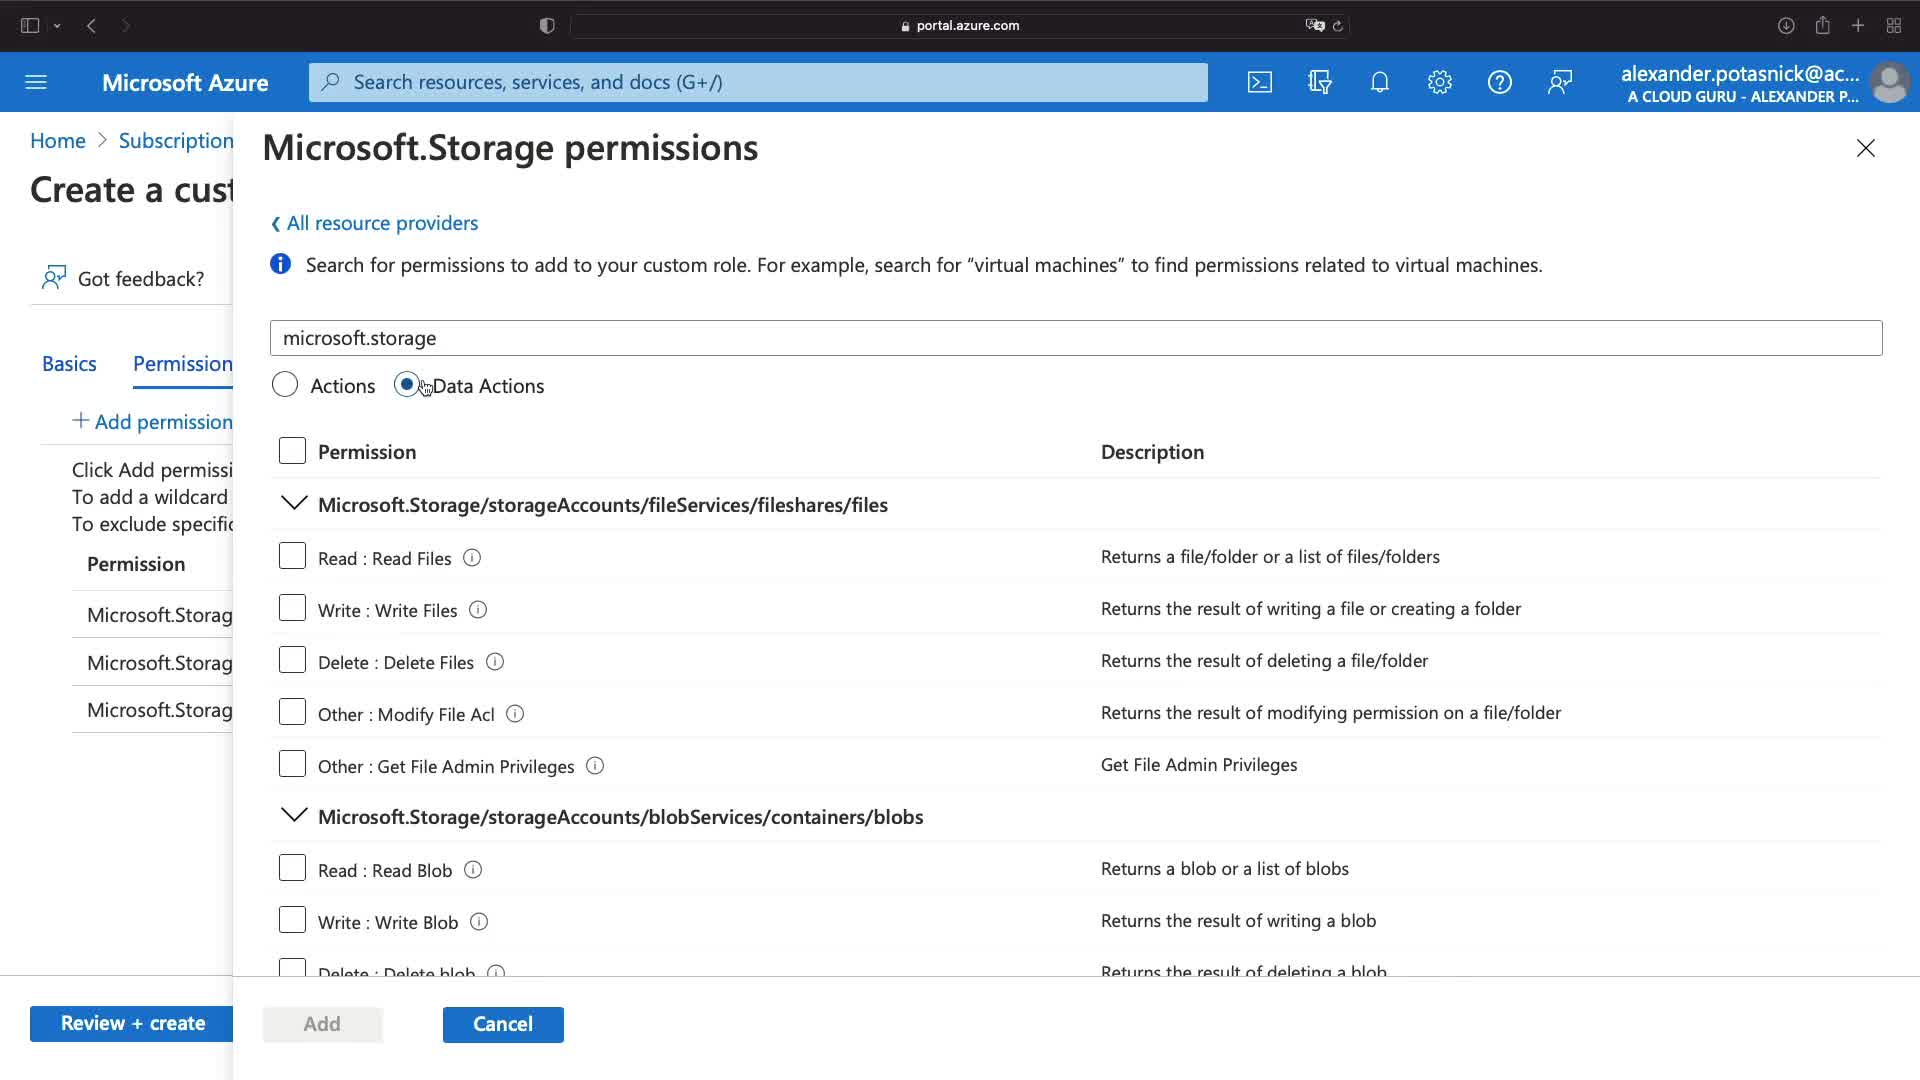 portal.azure.com
Microsoft Azure
Search resources, services, and docs (G+/)
alexander.potasnick@ac...
A CLOUD GURU - ALEXANDER P...
Home > Subscription
Create a cust
Got feedback?
Basics
Permission
+ Add permission
Click Add permissi
To add a wildcard
To exclude specific
Permission
Microsoft.Storag
Microsoft.Storag
Microsoft.Storag
Review + create
Microsoft.Storage permissions
All resource providers
Search for permissions to add to your custom role. For example, search for “virtual machines” to find permissions related to virtual machines.
microsoft.storage
Actions
Data Actions
Permission
Description
Microsoft.Storage/storageAccounts/fileServices/fileshares/files
Read : Read Files
Returns a file/folder or a list of files/folders
Write : Write Files
Returns the result of writing a file or creating a folder
Delete : Delete Files
Returns the result of deleting a file/folder
Other : Modify File Acl
Returns the result of modifying permission on a file/folder
Other : Get File Admin Privileges
Get File Admin Privileges
Microsoft.Storage/storageAccounts/blobServices/containers/blobs
Read : Read Blob
Returns a blob or a list of blobs
Write : Write Blob
Returns the result of writing a blob
Delete : Delete blob
Returns the result of deleting a blob
Add
Cancel